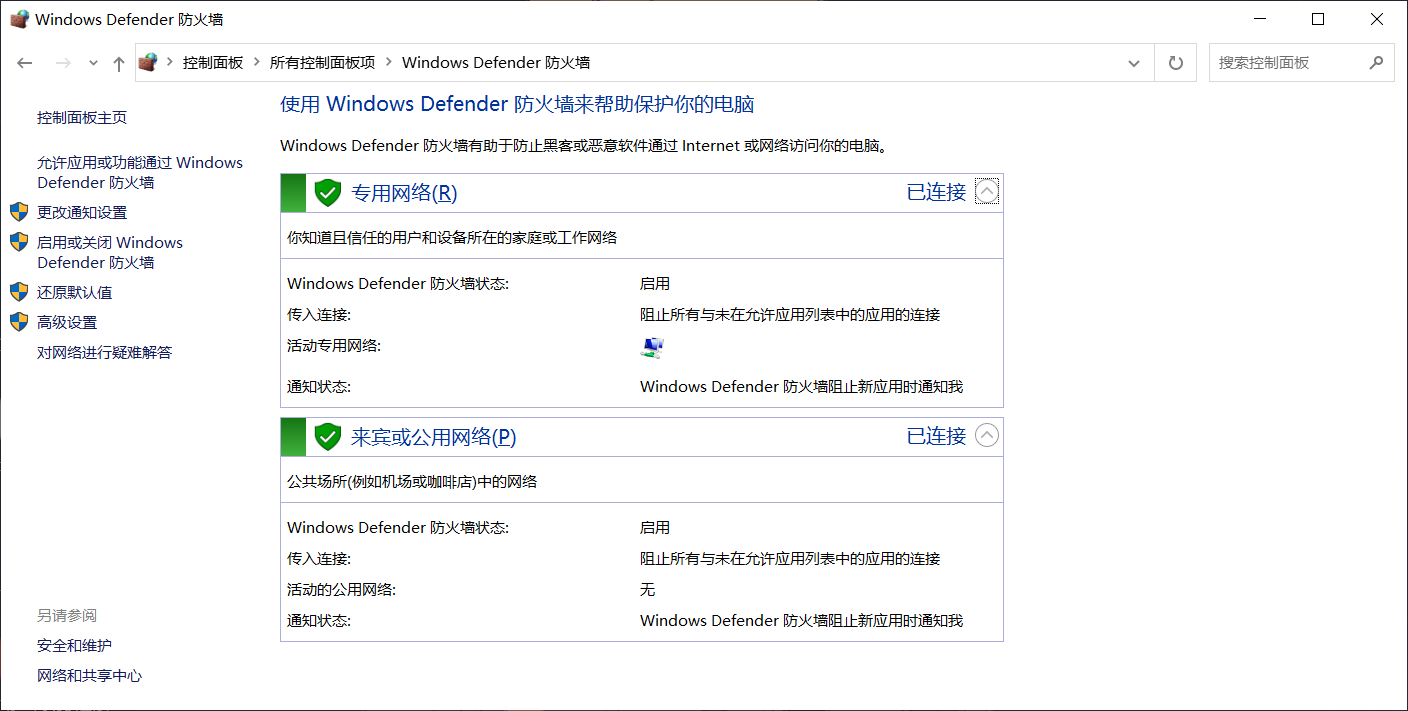 Windows Defender 防火墙
控制面板
所有控制面板项
Windows Defender 防火墙
搜索控制面板
控制面板主页
允许应用或功能通过 Windows
Defender 防火墙
更改通知设置
启用或关闭 Windows
Defender 防火墙
还原默认值
高级设置
对网络进行疑难解答
另请参阅
安全和维护
网络和共享中心
使用 Windows Defender 防火墙来帮助保护你的电脑
Windows Defender 防火墙有助于防止黑客或恶意软件通过 Internet 或网络访问你的电脑。
专用网络(R) 已连接
你知道且信任的用户和设备所在的家庭或工作网络
Windows Defender 防火墙状态: 启用
传入连接: 阻止所有与未在允许应用列表中的应用的连接
活动专用网络:
通知状态: Windows Defender 防火墙阻止新应用时通知我
来宾或公用网络(P) 已连接
公共场所(例如机场或咖啡店)中的网络
Windows Defender 防火墙状态: 启用
传入连接: 阻止所有与未在允许应用列表中的应用的连接
活动的公用网络: 无
通知状态: Windows Defender 防火墙阻止新应用时通知我